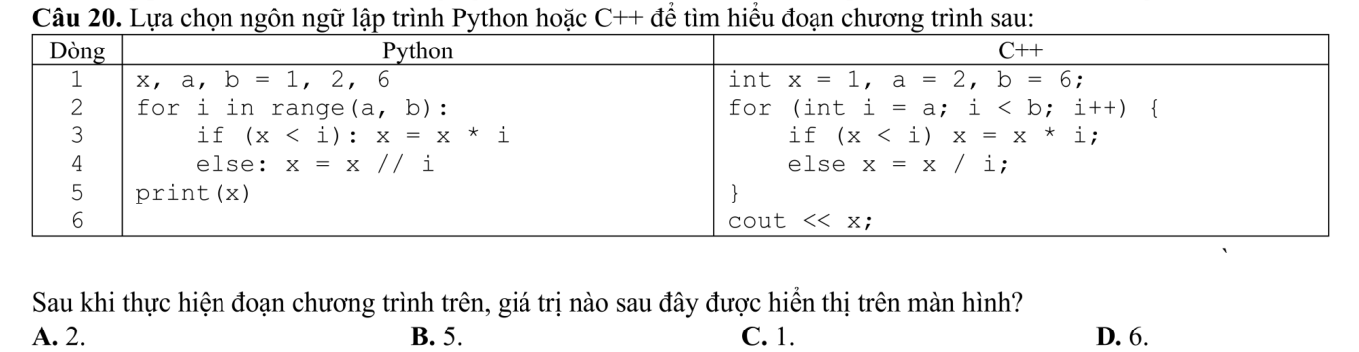 Câu 20. Lựa chọn ngôn ngữ lập trình Python hoặc C++ để tìm hiểu đoạn chương trình sau:
Dòng Python C++
1 x, a, b = 1, 2, 6 int x = 1, a = 2, b = 6;
2 for i in range(a, b): for (int i = a; i < b; i++) {
3 if (x < i): x = x * i if (x < i) x = x * i;
4 else: x = x // i else x = x / i;
5 print(x) }
6 cout << x;
Sau khi thực hiện đoạn chương trình trên, giá trị nào sau đây được hiển thị trên màn hình?
A. 2. B. 5. C. 1. D. 6.